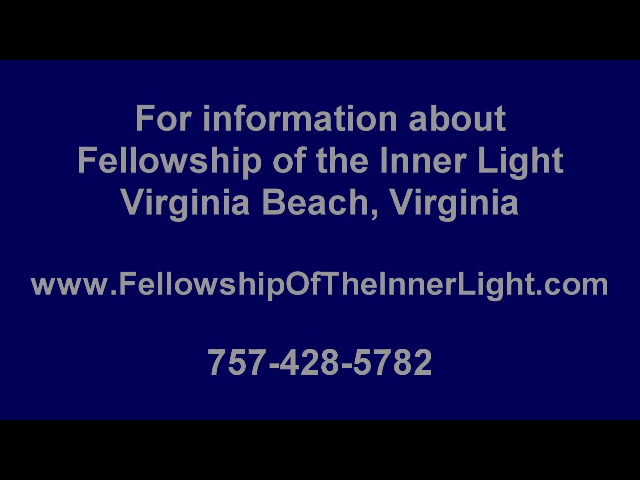 For information about
Fellowship of the Inner Light
Virginia Beach, Virginia
www.FellowshipOfTheInnerLight.com
757-428-5782